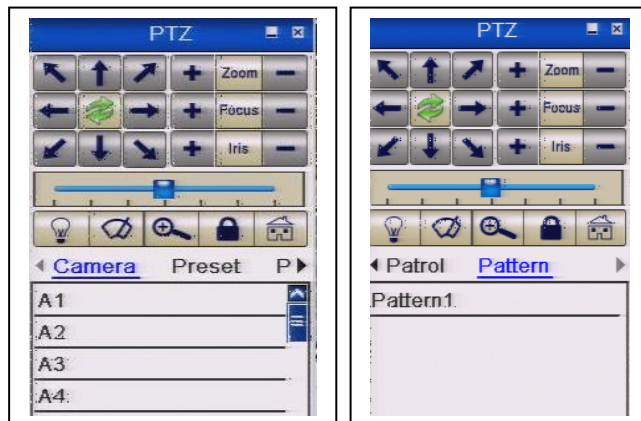 PTZ
+ Zoom −
+ Focus −
+ Iris −
Camera Preset P
A1
A2
A3
A4
PTZ
+ Zoom −
+ Focus −
+ Iris −
Patrol Pattern
Pattern1